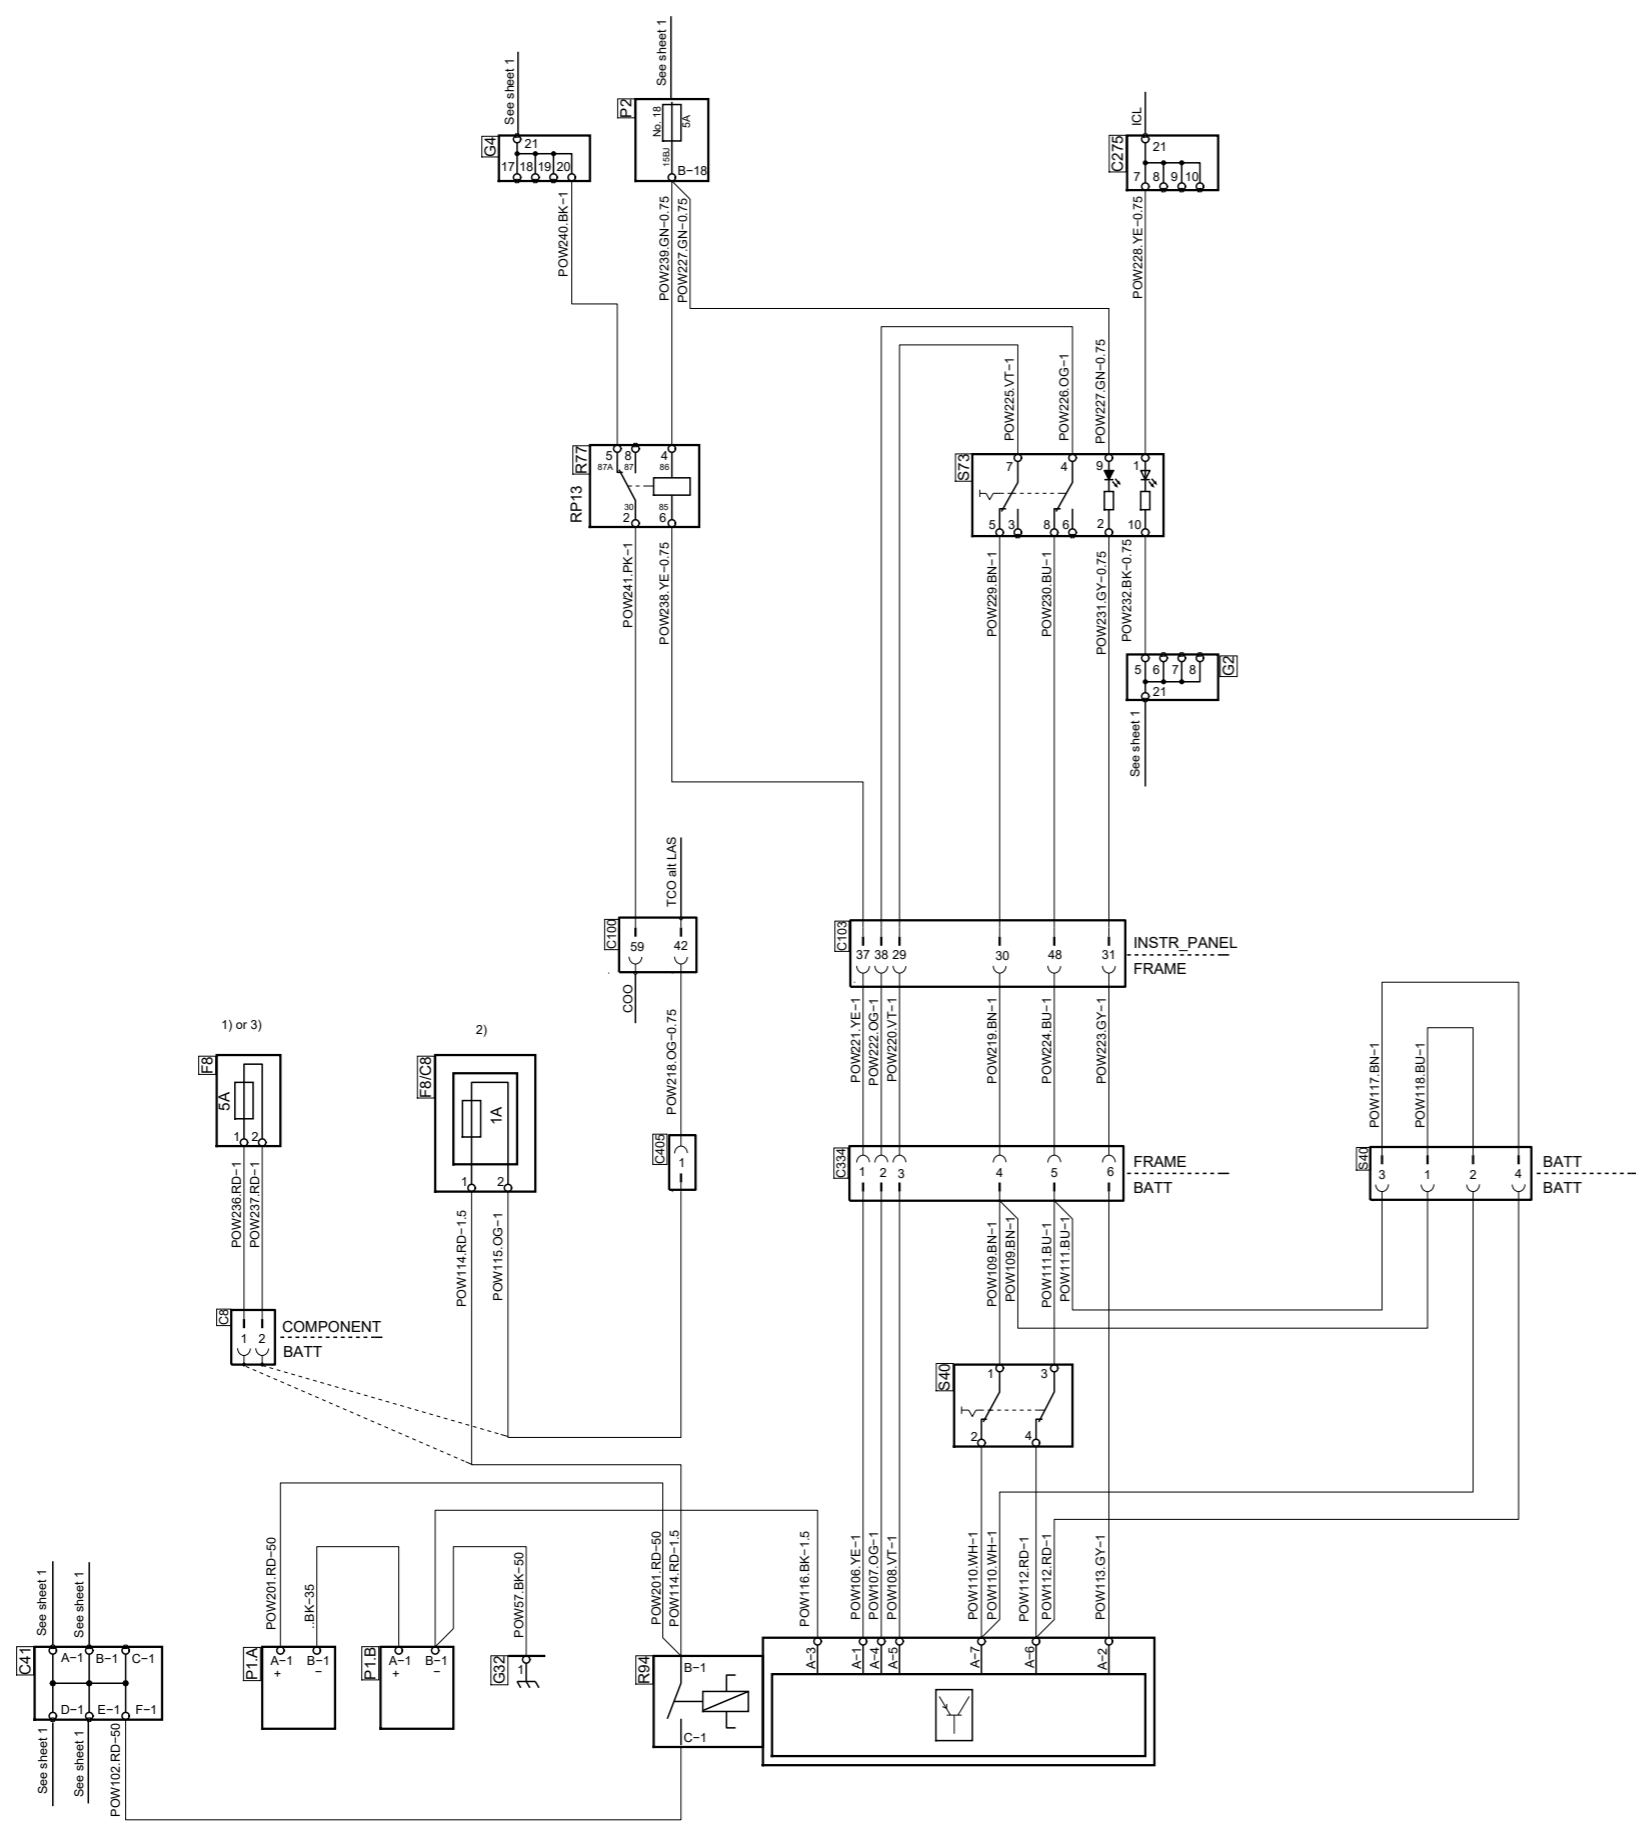 See sheet 1
See sheet 1
ICL
P2
No. 18
5A
15BJ
B−18
G4
21
17 18 19 20
C275
21
7 8 9 10
POW240.BK−1
POW239.GN−0.75
POW227.GN−0.75
POW228.YE−0.75
POW225.VT−1
POW226.OG−1
POW227.GN−0.75
R77
RP13
5 8 4
87A 87 86
30 85
2 6
S73
7 4 9 1
5 3 8 6 2 10
POW241.PK−1
POW238.YE−0.75
POW229.BN−1
POW230.BU−1
POW231.GY−0.75
POW232.BK−0.75
G2
5 6 7 8
21
See sheet 1
TCO alt LAS
C100
59 42
COO
C103
37 38 29 30 48 31
INSTR_PANEL
FRAME
1) or 3)
2)
F8
5A
1 2
F8/C8
1A
1 2
POW218.OG−0.75
POW221.YE−1
POW222.OG−1
POW220.VT−1
POW219.BN−1
POW224.BU−1
POW223.GY−1
POW117.BN−1
POW118.BU−1
C405
1
C334
1 2 3 4 5 6
FRAME
BATT
S40
3 1 2 4
BATT
BATT
POW236.RD−1
POW237.RD−1
POW114.RD−1.5
POW115.OG−1
POW109.BN−1
POW109.BN−1
POW111.BU−1
POW111.BU−1
C8
1 2
COMPONENT
BATT
S40
1 3
2 4
See sheet 1
See sheet 1
POW201.RD−50
..BK−35
POW57.BK−50
POW201.RD−50
POW114.RD−1.5
POW116.BK−1.5
POW106.YE−1
POW107.OG−1
POW108.VT−1
POW110.WH−1
POW110.WH−1
POW112.RD−1
POW112.RD−1
POW113.GY−1
C41
A−1 B−1 C−1
D−1 E−1 F−1
P1.A
A−1 B−1
+ −
P1.B
A−1 B−1
+ −
G32
1
R94
B−1
C−1
A−3 A−1 A−4 A−5 A−7 A−6 A−2
See sheet 1
See sheet 1
POW102.RD−50